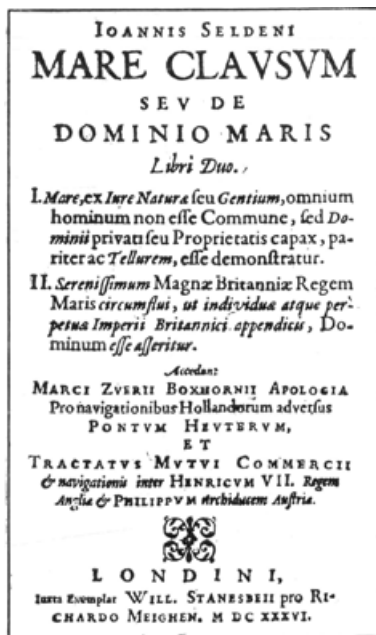 IOANNIS SELDENI
MARE CLAVSVM
SEV DE
DOMINIO MARIS
Libri Duo.
I. Mare, ex Iure Naturæ ſeu Gentium, omnium
hominum non eſſe Commune, ſed Do-
minii privati ſeu Proprietatis capax, pa-
riter ac Tellurem, eſſe demonſtratur.
II. Sereniſſimum Magnæ Britanniæ Regem
Maris circumflui, ut individuæ atque per-
petuæ Imperii Britannici appendicis, Do-
minum eſſe aſſeritur.
Accedunt
MARCI ZVERII BOXHORNII APOLOGIA
Pro navigationibus Hollandorum adverſus
PONTVM HEVTERVM,
ET
TRACTATVS MVTVI COMMERCII
& navigationis inter HENRICVM VII. Regem
Angliæ & PHILIPPVM Archiducem Auſtriæ.
LONDINI,
Iuxta Exemplar WILL. STANESBEII pro RI-
CHARDO MEIGHEN. M DC XXXVI.